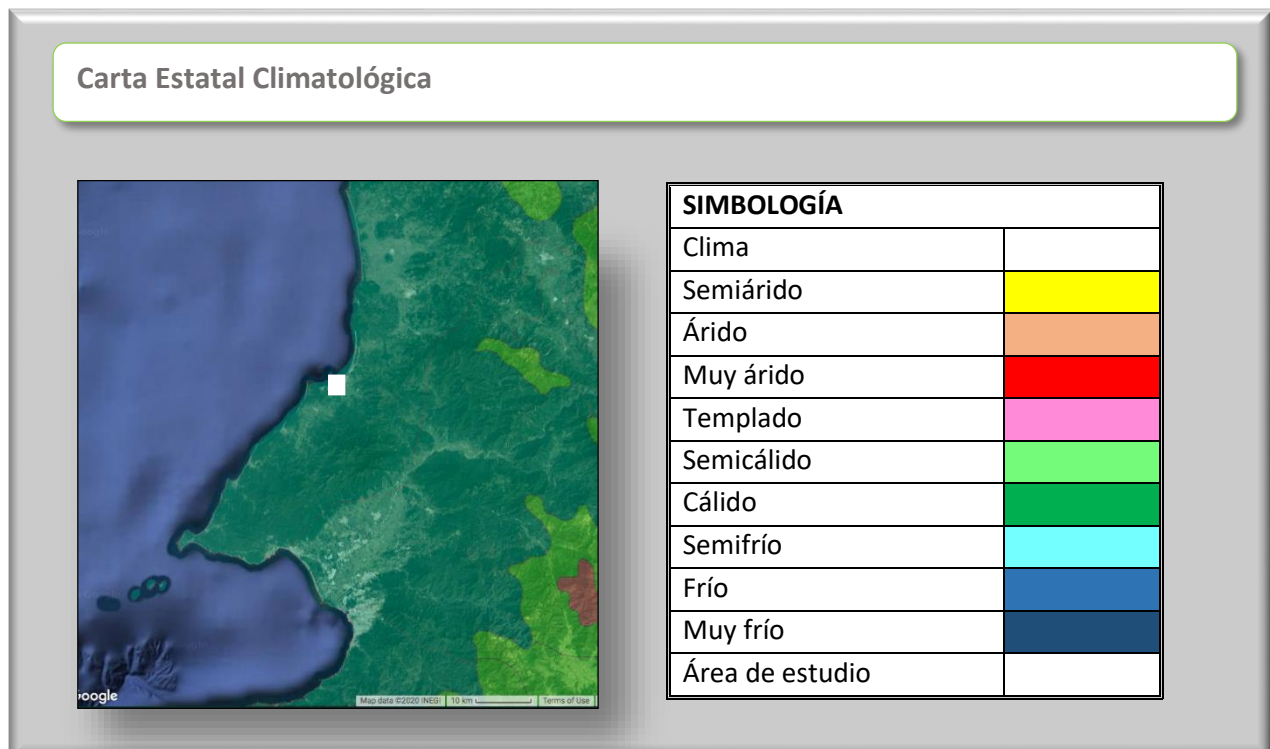 Carta Estatal Climatológica
SIMBOLOGÍA
Clima
Semiárido
Árido
Muy árido
Templado
Semicálido
Cálido
Semifrío
Frío
Muy frío
Área de estudio
Google
Map data ©2020 INEGI 10 km Terms of Use